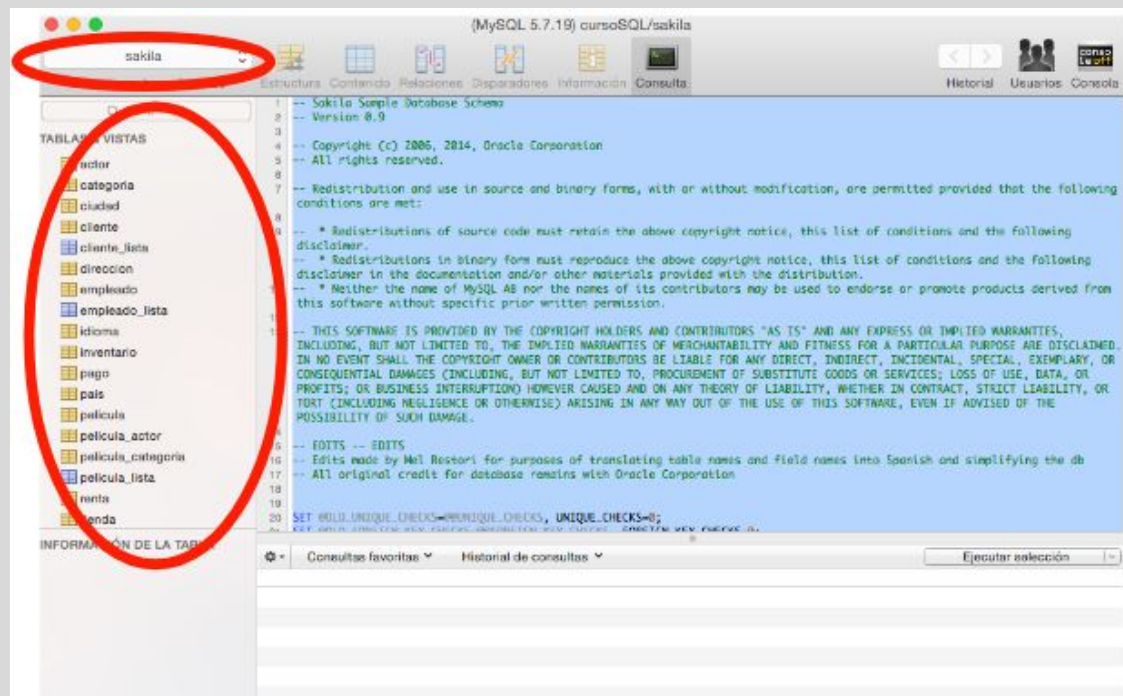 (MySQL 5.7.19) cursoSQL/sakila
sakila
Estructura Contenido Relaciones Disparadores Información Consulta
Historial Usuarios Consola
conso
le off
TABLAS VISTAS
actor
categoria
ciudad
cliente
cliente_lista
direccion
empleado
empleado_lista
idioma
inventario
pago
pais
pelicula
pelicula_actor
pelicula_categoria
pelicula_lista
renta
tienda
INFORMACIÓN DE LA TABLA
1 -- Sakila Sample Database Schema
2 -- Version 0.9
3
4 -- Copyright (c) 2006, 2014, Oracle Corporation
5 -- All rights reserved.
6
7 -- Redistribution and use in source and binary forms, with or without modification, are permitted provided that the following
conditions are met:
8
9 -- * Redistributions of source code must retain the above copyright notice, this list of conditions and the following
disclaimer.
-- * Redistributions in binary form must reproduce the above copyright notice, this list of conditions and the following
disclaimer in the documentation and/or other materials provided with the distribution.
-- * Neither the name of MySQL AB nor the names of its contributors may be used to endorse or promote products derived from
this software without specific prior written permission.
-- THIS SOFTWARE IS PROVIDED BY THE COPYRIGHT HOLDERS AND CONTRIBUTORS "AS IS" AND ANY EXPRESS OR IMPLIED WARRANTIES,
INCLUDING, BUT NOT LIMITED TO, THE IMPLIED WARRANTIES OF MERCHANTABILITY AND FITNESS FOR A PARTICULAR PURPOSE ARE DISCLAIMED.
IN NO EVENT SHALL THE COPYRIGHT OWNER OR CONTRIBUTORS BE LIABLE FOR ANY DIRECT, INDIRECT, INCIDENTAL, SPECIAL, EXEMPLARY, OR
CONSEQUENTIAL DAMAGES (INCLUDING, BUT NOT LIMITED TO, PROCUREMENT OF SUBSTITUTE GOODS OR SERVICES; LOSS OF USE, DATA, OR
PROFITS; OR BUSINESS INTERRUPTION) HOWEVER CAUSED AND ON ANY THEORY OF LIABILITY, WHETHER IN CONTRACT, STRICT LIABILITY, OR
TORT (INCLUDING NEGLIGENCE OR OTHERWISE) ARISING IN ANY WAY OUT OF THE USE OF THIS SOFTWARE, EVEN IF ADVISED OF THE
POSSIBILITY OF SUCH DAMAGE.
15 -- EDITS -- EDITS
16 -- Edits made by Mel Restori for purposes of translating table names and field names into Spanish and simplifying the db
17 -- All original credit for database remains with Oracle Corporation
18
19
20 SET @OLD_UNIQUE_CHECKS=@@UNIQUE_CHECKS, UNIQUE_CHECKS=0;
Consultas favoritas Historial de consultas Ejecutar selección